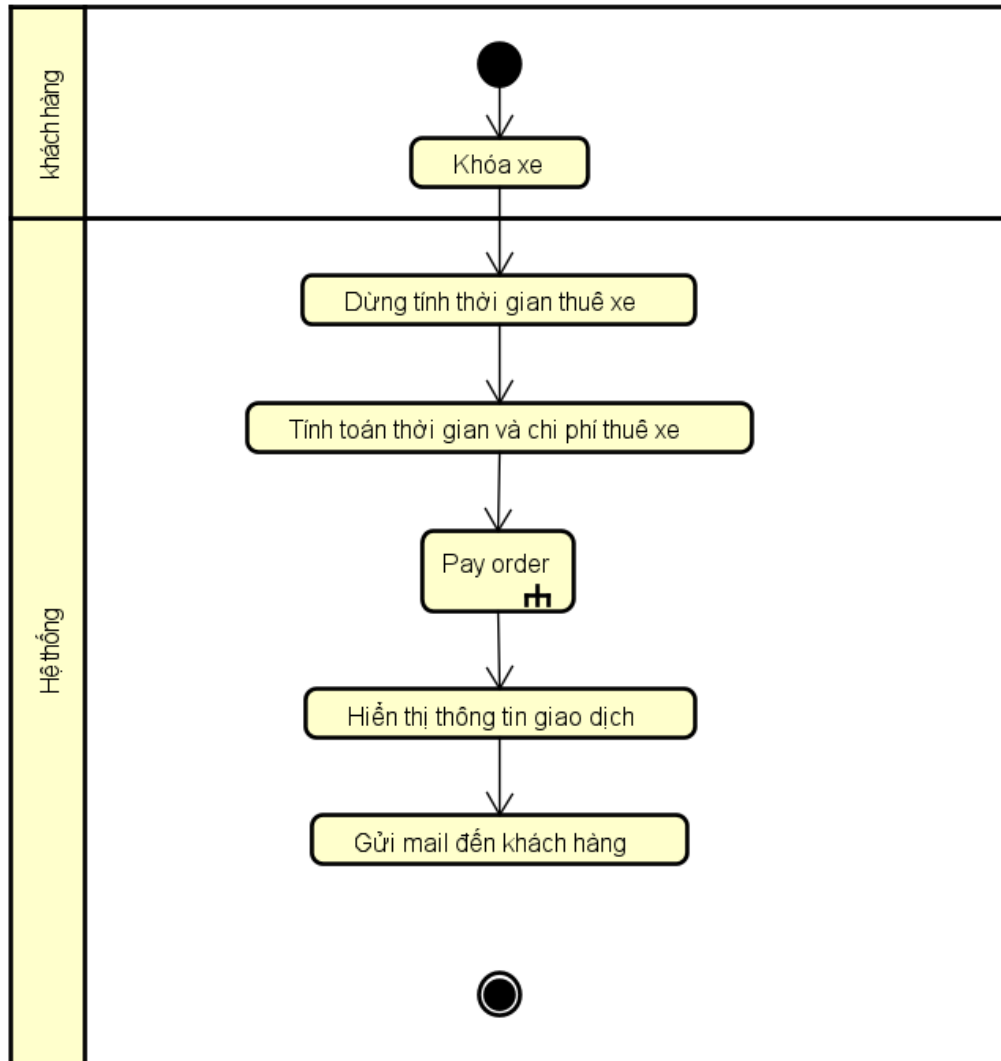 khách hàng
Khóa xe
Hệ thống
Dừng tính thời gian thuê xe
Tính toán thời gian và chi phí thuê xe
Pay order
Hiển thị thông tin giao dịch
Gửi mail đến khách hàng